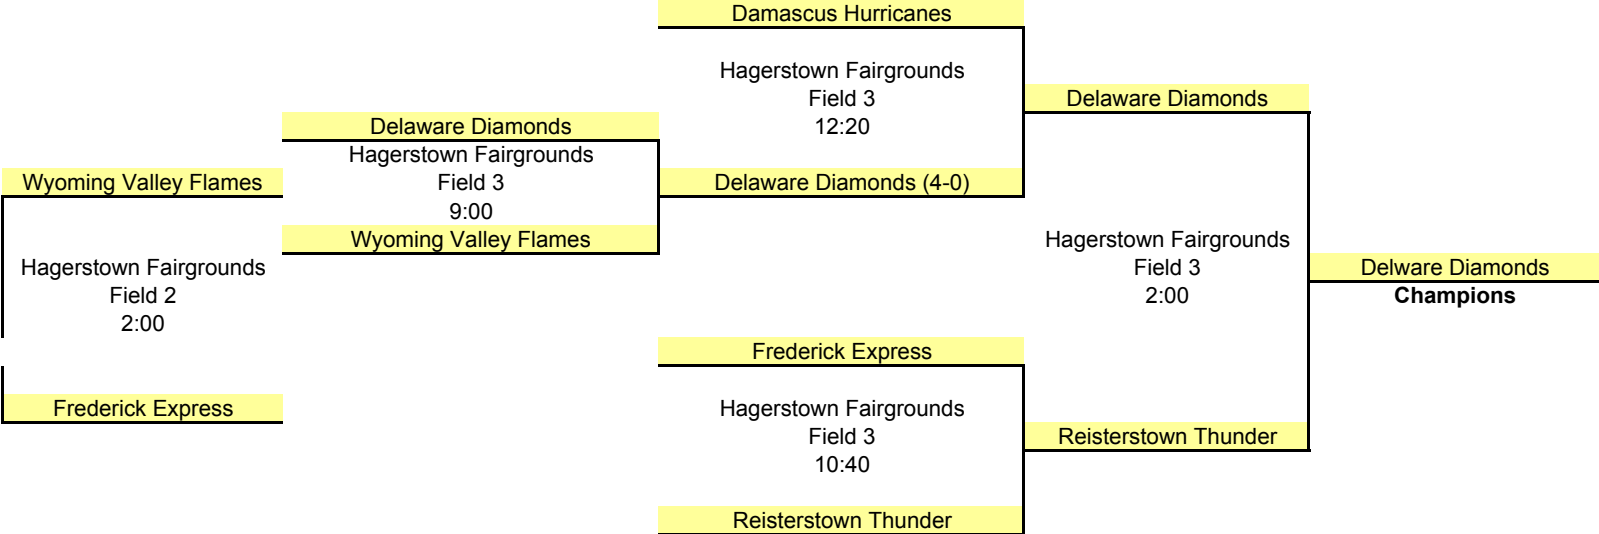 Damascus Hurricanes
Hagerstown Fairgrounds
Field 3
12:20
Delaware Diamonds
Delaware Diamonds
Hagerstown Fairgrounds
Field 3
9:00
Wyoming Valley Flames
Delaware Diamonds (4-0)
Wyoming Valley Flames
Hagerstown Fairgrounds
Field 2
2:00
Hagerstown Fairgrounds
Field 3
2:00
Delware Diamonds
Champions
Frederick Express
Frederick Express
Hagerstown Fairgrounds
Field 3
10:40
Reisterstown Thunder
Reisterstown Thunder